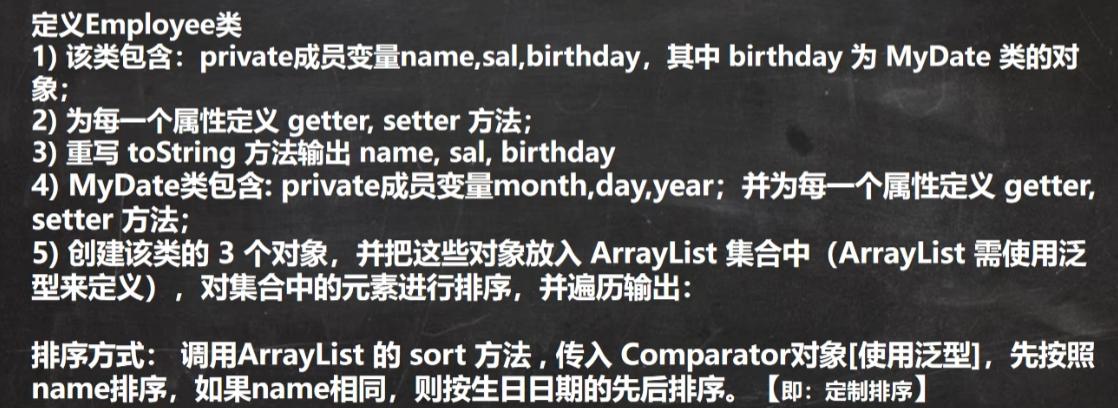 定义Employee类
1) 该类包含：private成员变量name,sal,birthday，其中 birthday 为 MyDate 类的对
象；
2) 为每一个属性定义 getter, setter 方法；
3) 重写 toString 方法输出 name, sal, birthday
4) MyDate类包含: private成员变量month,day,year；并为每一个属性定义 getter,
setter 方法；
5) 创建该类的 3 个对象，并把这些对象放入 ArrayList 集合中（ArrayList 需使用泛
型来定义），对集合中的元素进行排序，并遍历输出：
排序方式： 调用ArrayList 的 sort 方法 , 传入 Comparator对象[使用泛型]，先按照
name排序，如果name相同，则按生日日期的先后排序。【即：定制排序】